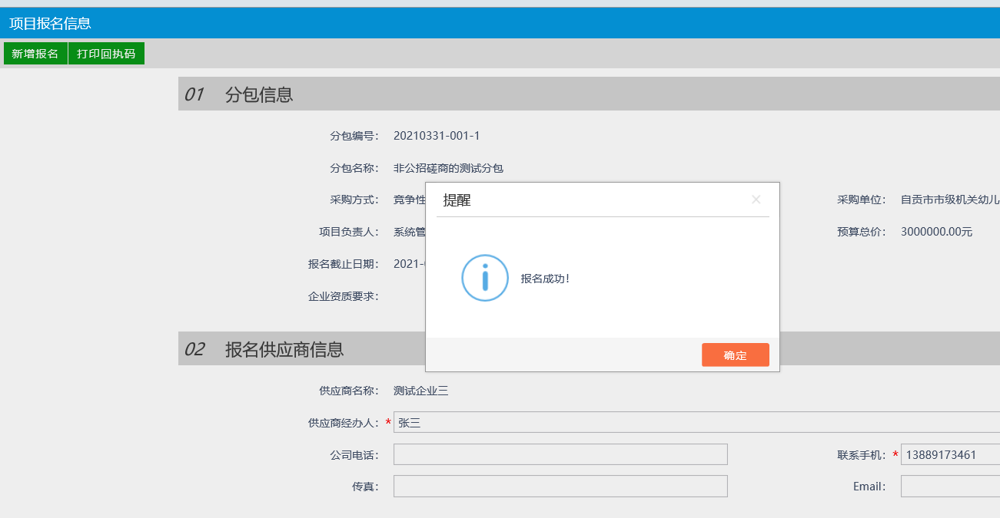 项目报名信息
新增报名 打印回执码
01 分包信息
分包编号： 20210331-001-1
分包名称： 非公招磋商的测试分包
采购方式： 竞争性 采购单位： 自贡市市级机关幼儿
项目负责人： 系统管 预算总价： 3000000.00元
报名截止日期： 2021-
企业资质要求：
提醒
报名成功！
确定
02 报名供应商信息
供应商名称： 测试企业三
供应商经办人：* 张三
公司电话： 联系手机：* 13889173461
传真： Email：